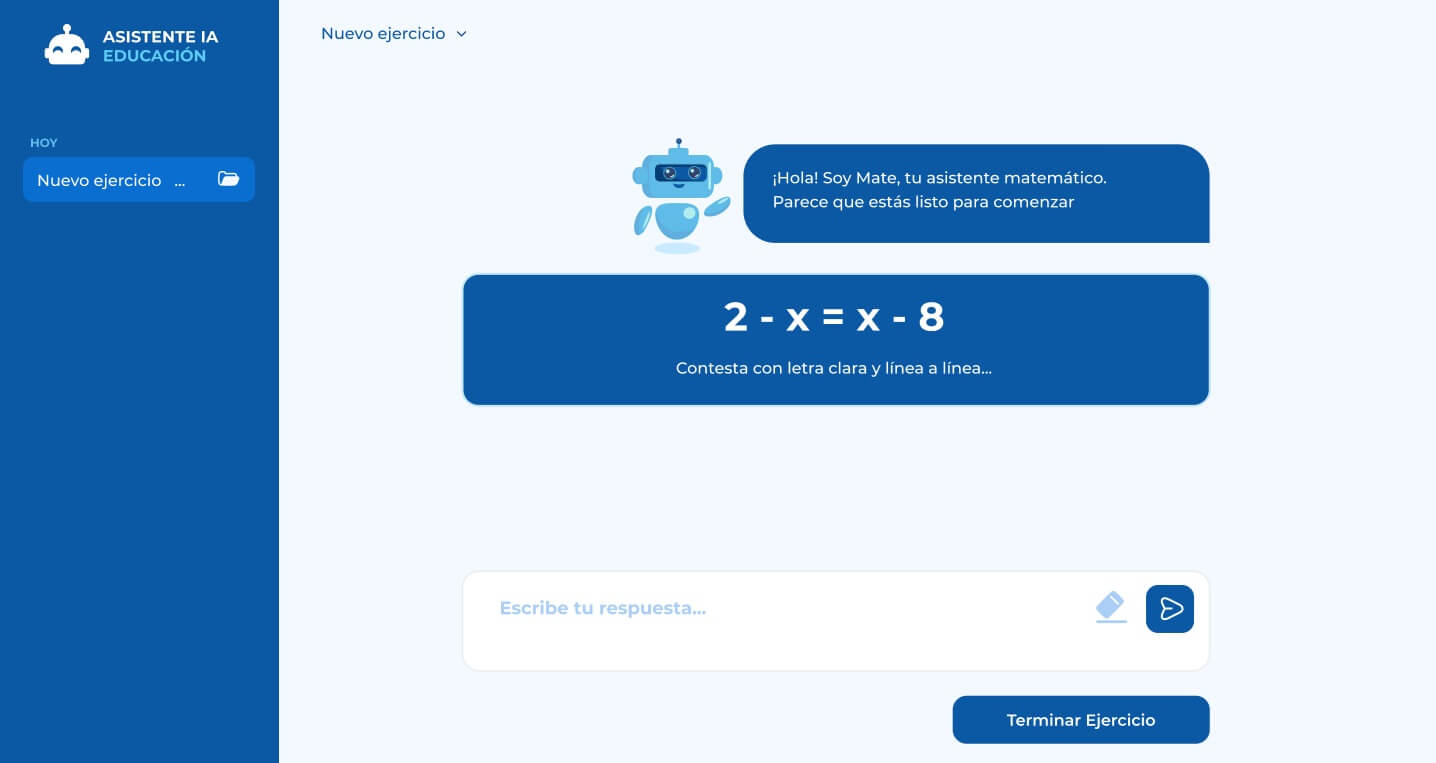 ASISTENTE IA
EDUCACIÓN
HOY
Nuevo ejercicio ...
Nuevo ejercicio
¡Hola! Soy Mate, tu asistente matemático.
Parece que estás listo para comenzar
2 - x = x - 8
Contesta con letra clara y línea a línea...
Escribe tu respuesta...
Terminar Ejercicio